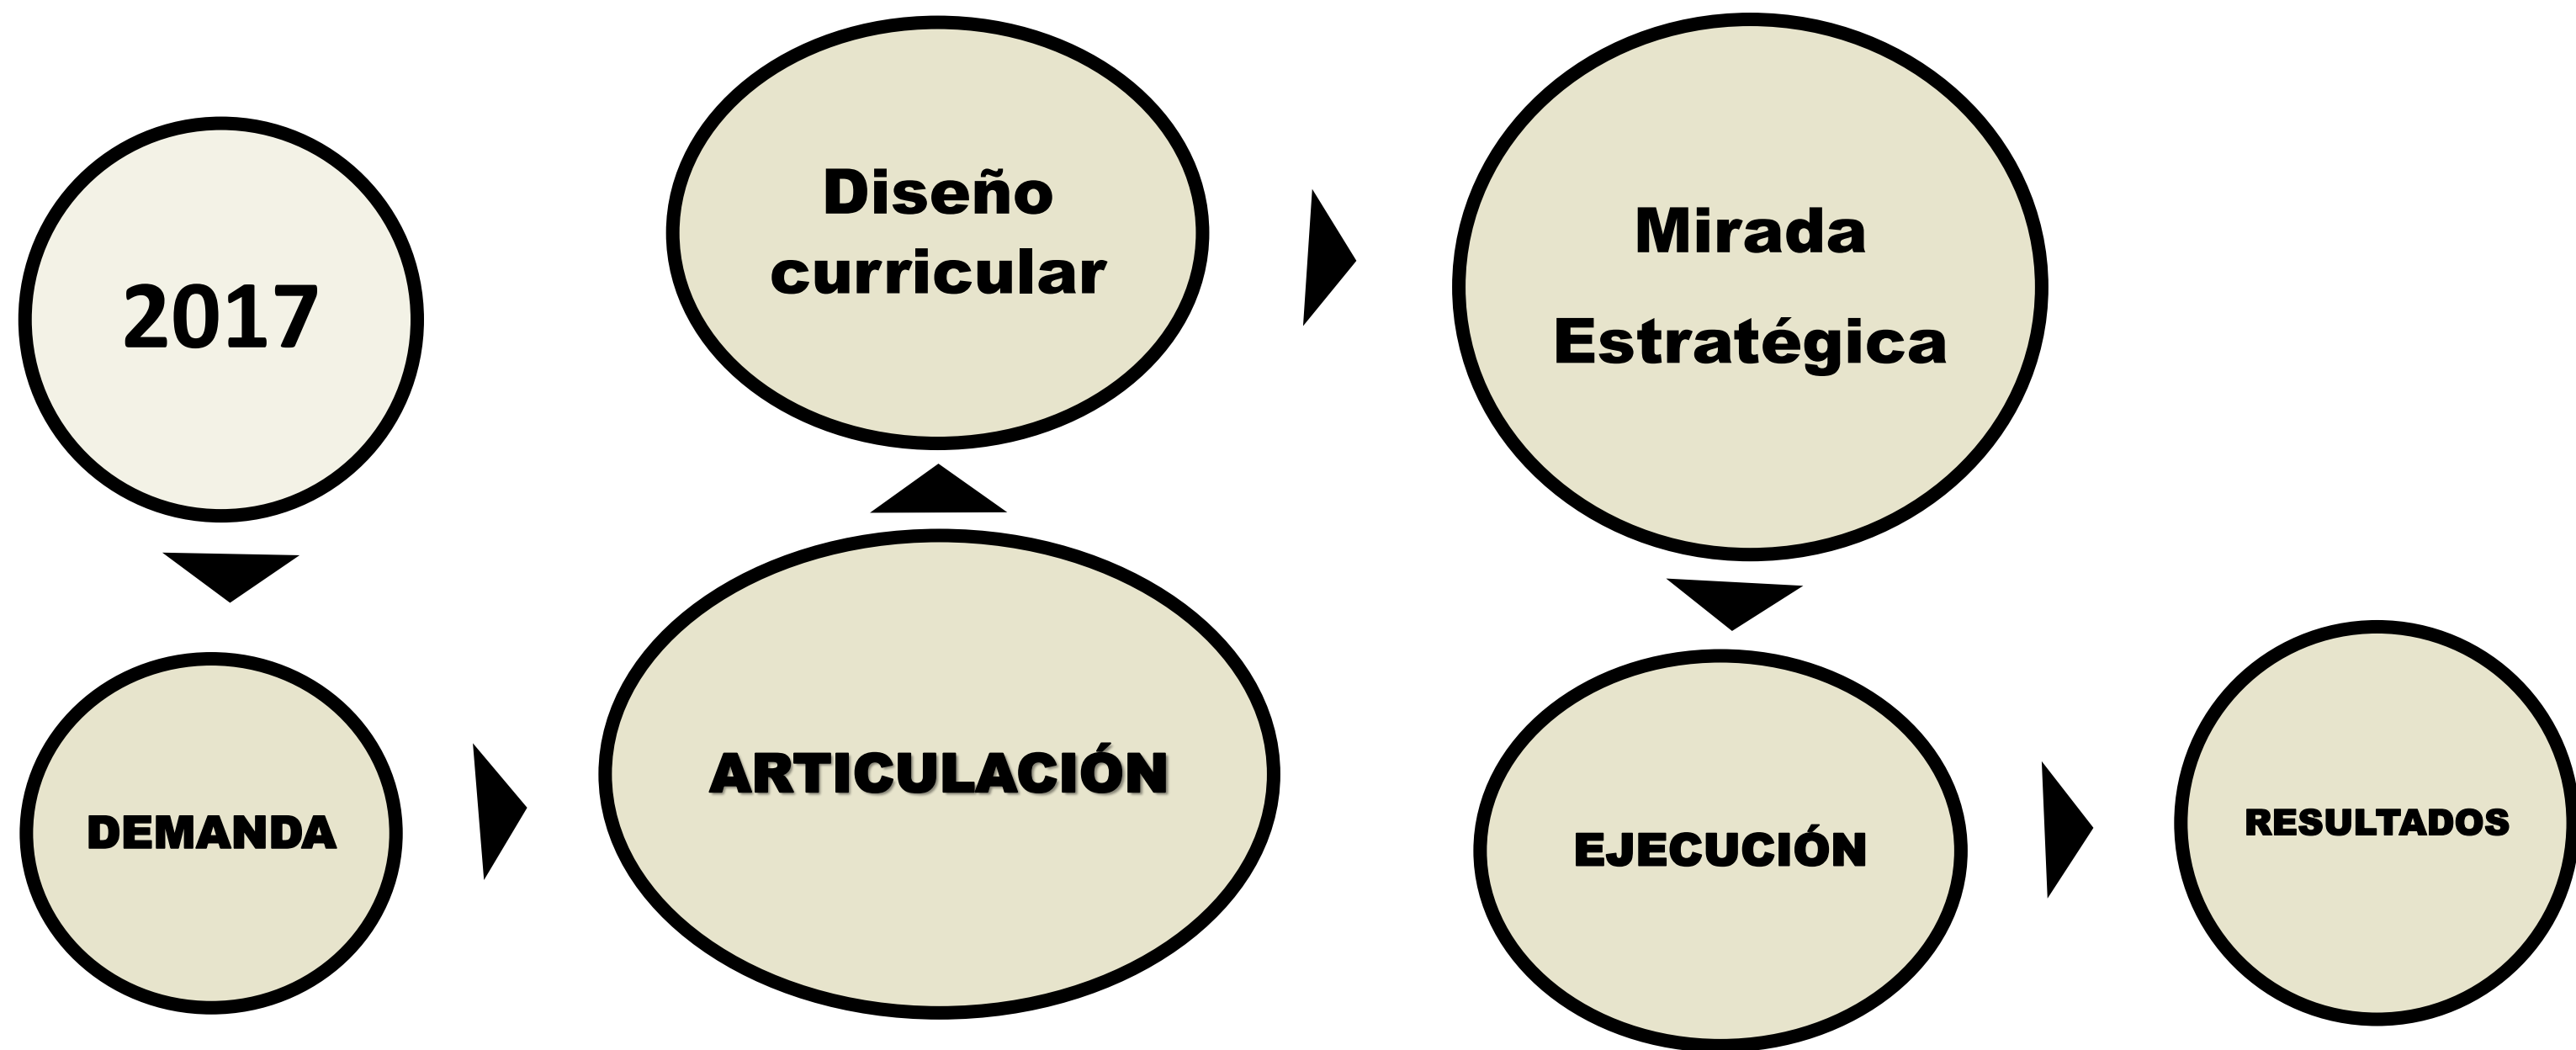 2017
DEMANDA
ARTICULACIÓN
Diseño
curricular
Mirada
Estratégica
EJECUCIÓN
RESULTADOS